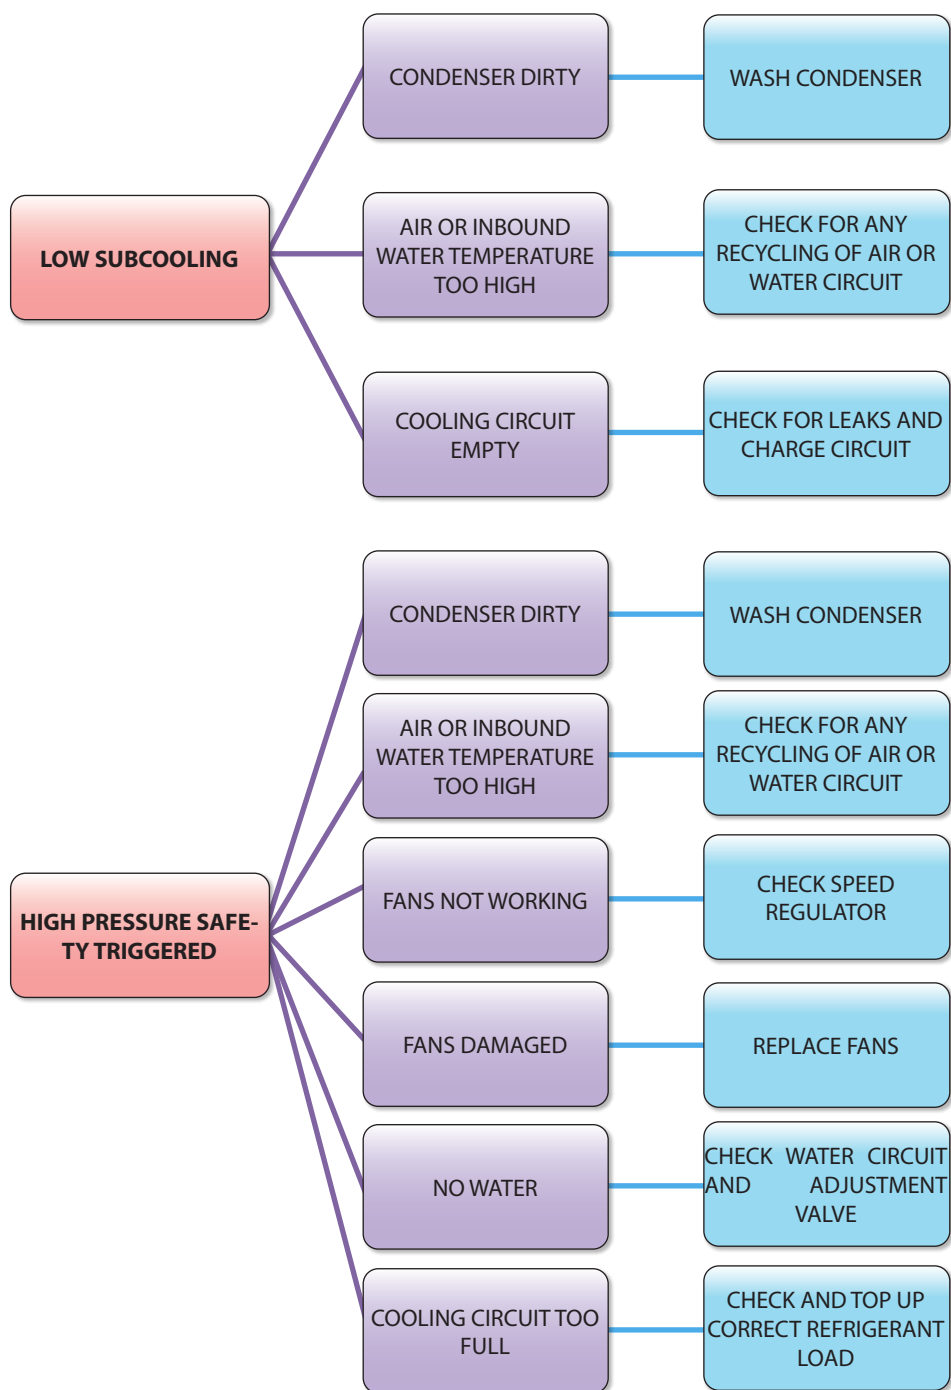 CONDENSER DIRTY
WASH CONDENSER
LOW SUBCOOLING
AIR OR INBOUND
WATER TEMPERATURE
TOO HIGH
CHECK FOR ANY
RECYCLING OF AIR OR
WATER CIRCUIT
COOLING CIRCUIT
EMPTY
CHECK FOR LEAKS AND
CHARGE CIRCUIT
CONDENSER DIRTY
WASH CONDENSER
AIR OR INBOUND
WATER TEMPERATURE
TOO HIGH
CHECK FOR ANY
RECYCLING OF AIR OR
WATER CIRCUIT
HIGH PRESSURE SAFE-
TY TRIGGERED
FANS NOT WORKING
CHECK SPEED
REGULATOR
FANS DAMAGED
REPLACE FANS
NO WATER
CHECK WATER CIRCUIT
AND ADJUSTMENT
VALVE
COOLING CIRCUIT TOO
FULL
CHECK AND TOP UP
CORRECT REFRIGERANT
LOAD